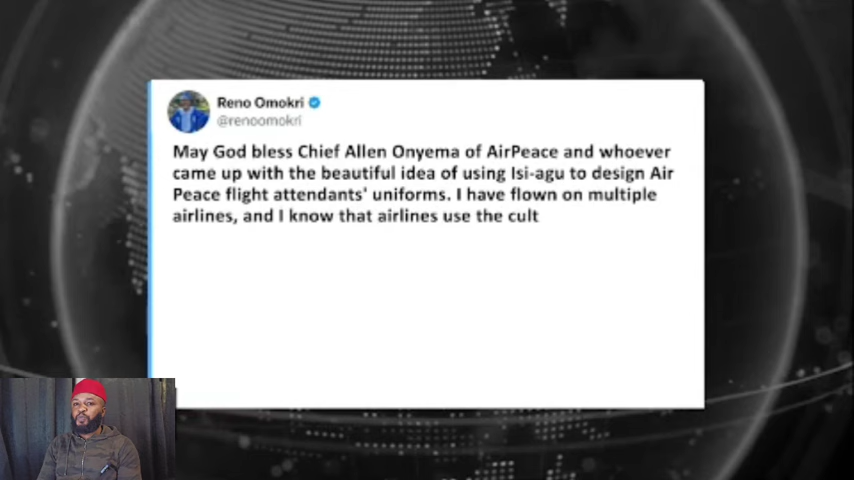 Reno Omokri
@renoomokri
May God bless Chief Allen Onyema of AirPeace and whoever
came up with the beautiful idea of using Isi-agu to design Air
Peace flight attendants' uniforms. I have flown on multiple
airlines, and I know that airlines use the cult